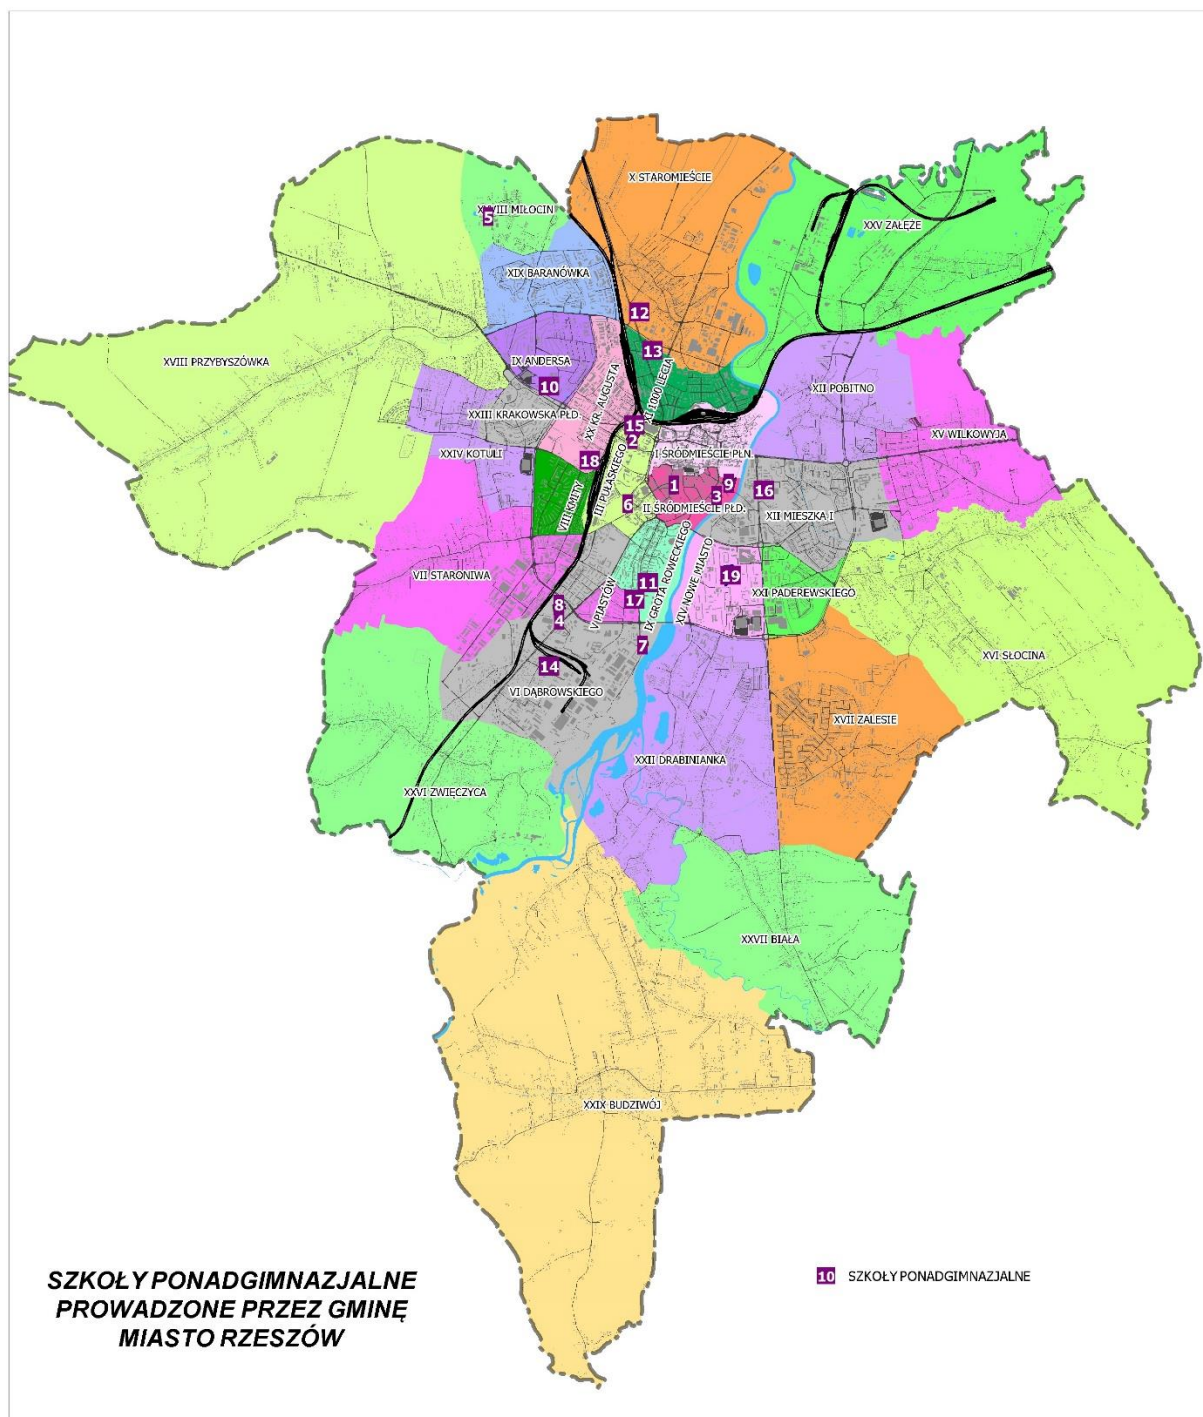 X STAROMIEŚCIE
XXVIII MIŁOCIN
5
XXV ZAŁĘŻE
XIX BARANÓWKA
12
13
XVIII PRZYBYSZÓWKA
IX ANDERSA
10
XX KR. AUGUSTA
XI 1000 LECIA
XII POBITNO
XXIII KRAKOWSKA PŁD.
15
2
XV WILKOWYJA
XXIV KOTULI
18
III PUŁASKIEGO
I ŚRÓDMIEŚCIE PŁN.
1
9
3
16
VIII KMITY
6
II ŚRÓDMIEŚCIE PŁD.
XII MIESZKA I
VII STARONIWA
11
17
V PIASTÓW
IX GROTA ROWECKIEGO
XIV NOWE MIASTO
19
XXI PADEREWSKIEGO
8
4
7
14
XVI SŁOCINA
VI DĄBROWSKIEGO
XVII ZALESIE
XXII DRABINIANKA
XXVI ZWIĘCZYCA
XXVII BIAŁA
XXIX BUDZIWÓJ
SZKOŁY PONADGIMNAZJALNE
PROWADZONE PRZEZ GMINĘ
MIASTO RZESZÓW
10 SZKOŁY PONADGIMNAZJALNE